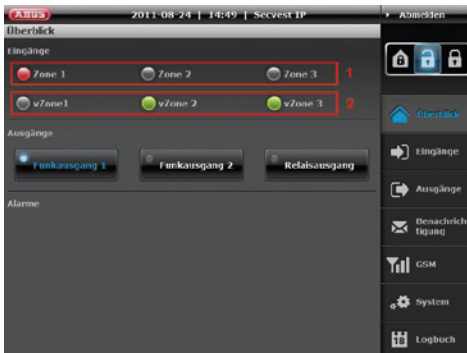 ABUS 2011-08-24 | 14:49 | Secvest IP Abmelden
Überblick
Eingänge
Zone 1 Zone 2 Zone 3 1
vZone1 vZone 2 vZone 3 2
Ausgänge
Funkausgang 1 Funkausgang 2 Relaisausgang
Alarme
Überblick
Eingänge
Ausgänge
Benachrich
tigung
GSM
System
18 Logbuch